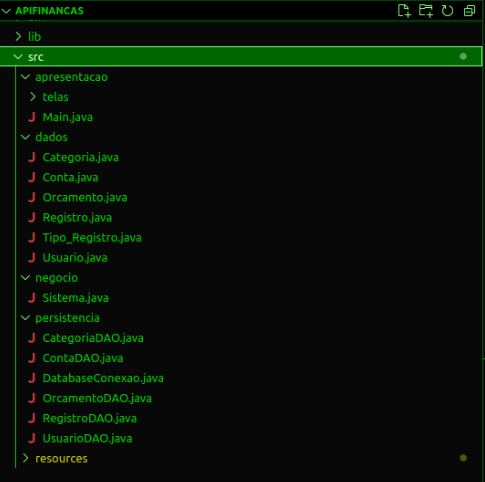 APIFINANCAS
lib
src
apresentacao
telas
J Main.java
dados
J Categoria.java
J Conta.java
J Orcamento.java
J Registro.java
J Tipo_Registro.java
J Usuario.java
negocio
J Sistema.java
persistencia
J CategoriaDAO.java
J ContaDAO.java
J DatabaseConexao.java
J OrcamentoDAO.java
J RegistroDAO.java
J UsuarioDAO.java
resources